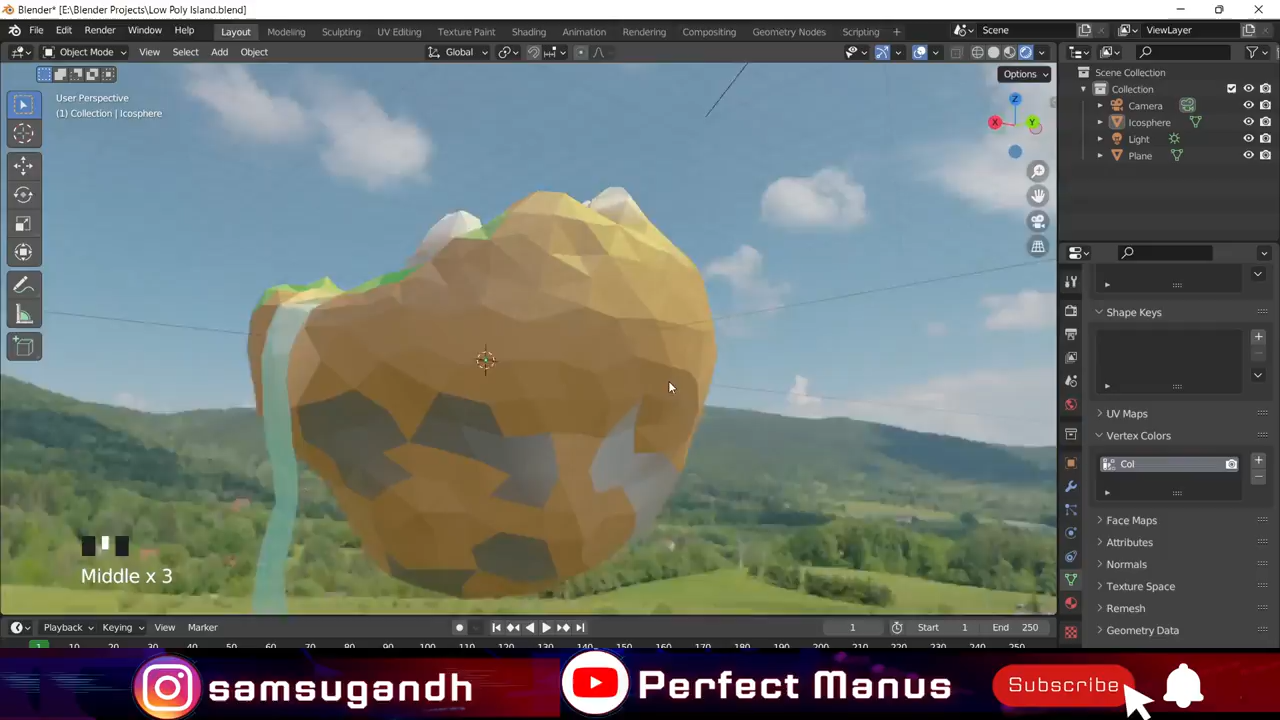 Blender* [E:\Blender Projects\Low Poly Island.blend]
File Edit Render Window Help Layout Modeling Sculpting UV Editing Texture Paint Shading Animation Rendering Compositing Geometry Nodes Scripting Scene ViewLayer
Object Mode View Select Add Object Global
Options
User Perspective
(1) Collection | Icosphere
Z
X
Y
Scene Collection
Collection
Camera
Icosphere
Light
Plane
Shape Keys
UV Maps
Vertex Colors
Col
Face Maps
Attributes
Normals
Texture Space
Remesh
Geometry Data
Middle x 3
Playback Keying View Marker 1 Start 1 End 250
samsugandh Perfect Manus Subscribe